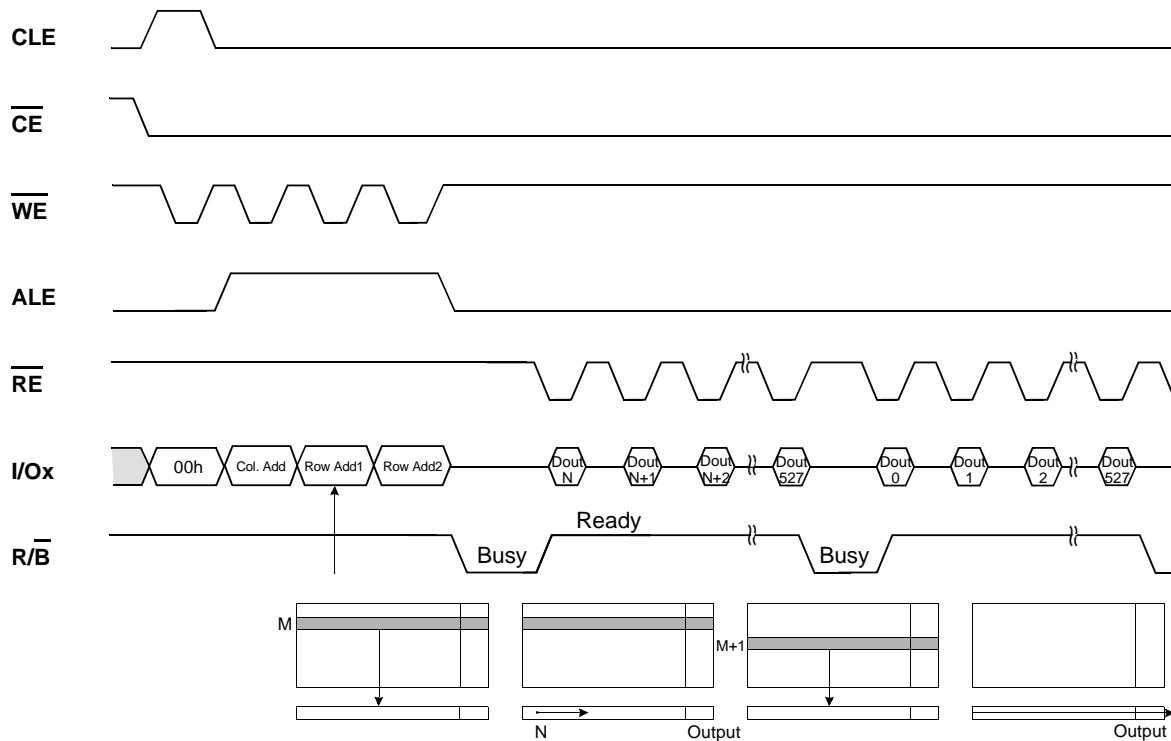 CLE
CE
WE
ALE
RE
I/Ox
00h
Col. Add
Row Add1
Row Add2
Dout
N
Dout
N+1
Dout
N+2
Dout
527
Dout
0
Dout
1
Dout
2
Dout
527
R/B
Busy
Ready
Busy
M
M+1
N
Output
Output